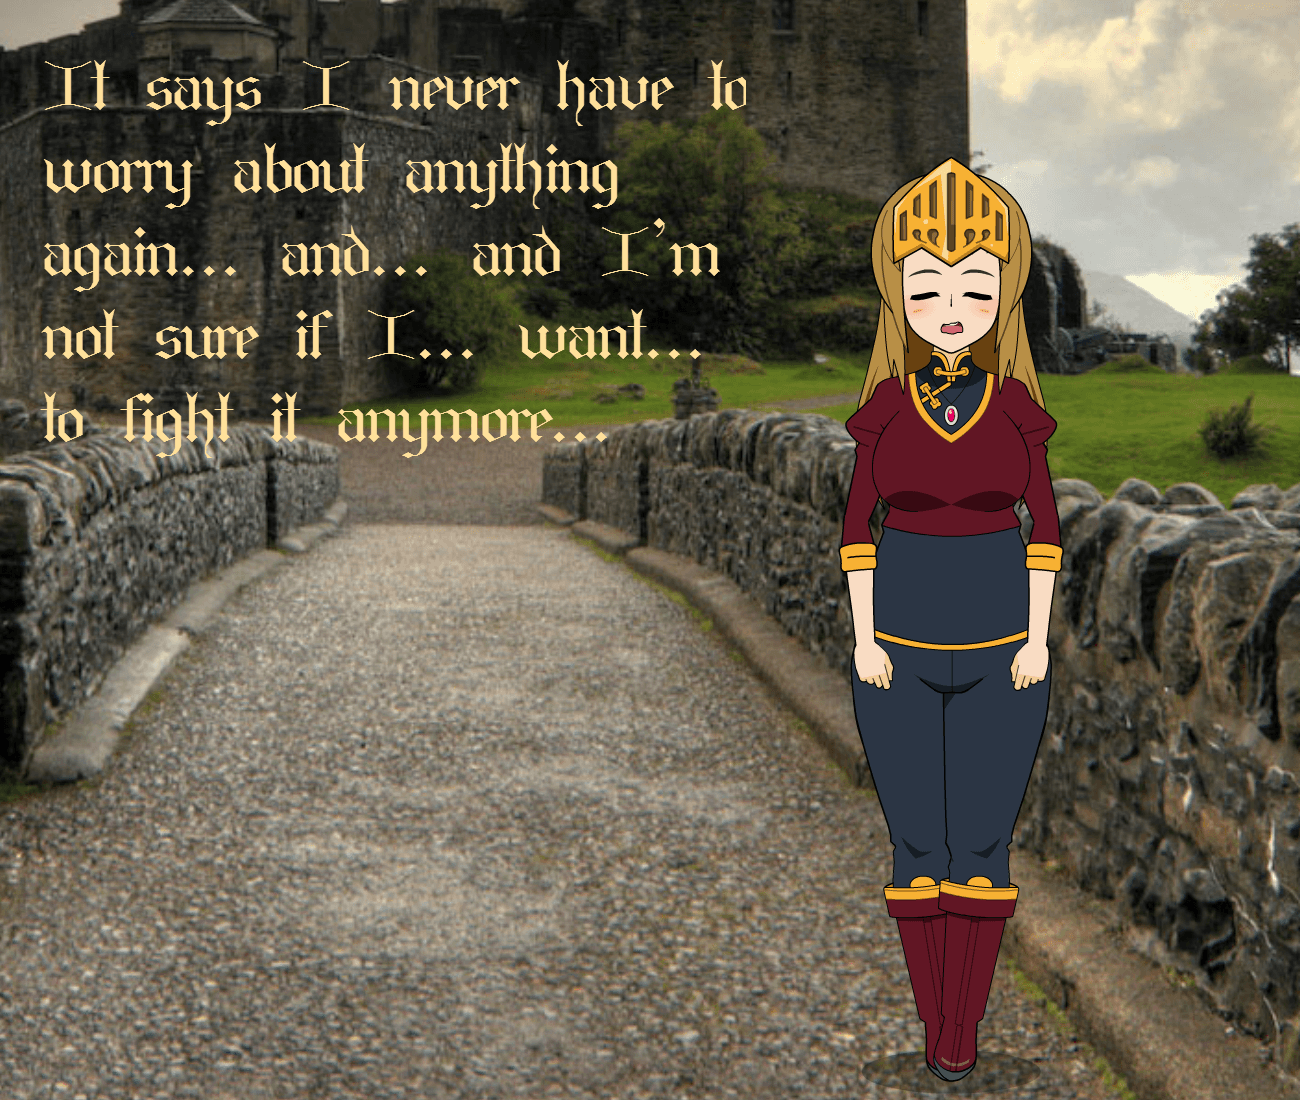 It says I never have to
worry about anything
again... and... and I'm
not sure if I... want...
to fight it anymore...